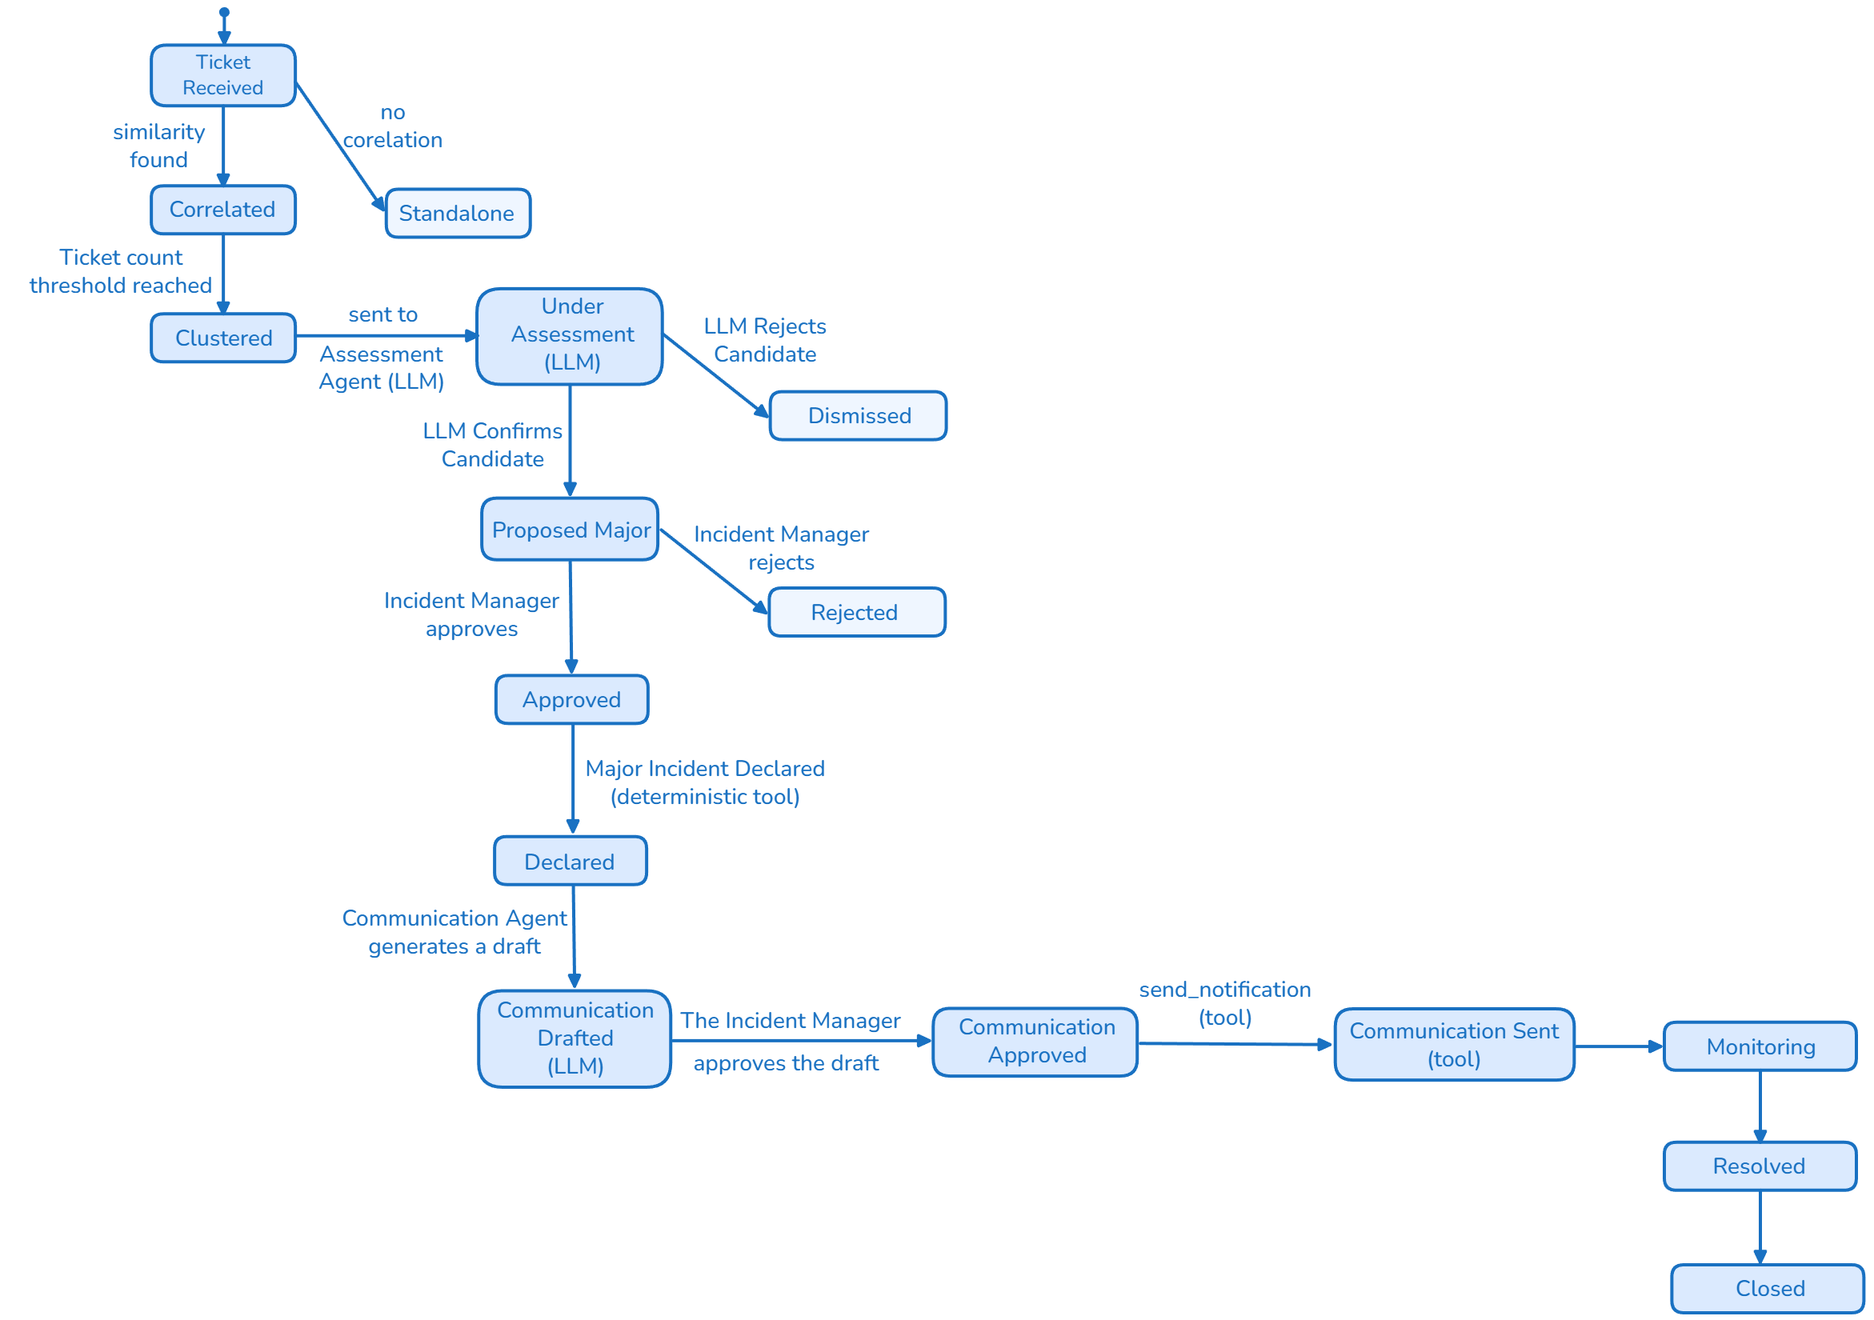 Ticket
Received
no
corelation
similarity
found
Correlated
Standalone
Ticket count
threshold reached
Clustered
sent to
Assessment
Agent (LLM)
Under
Assessment
(LLM)
LLM Rejects
Candidate
Dismissed
LLM Confirms
Candidate
Proposed Major
Incident Manager
rejects
Rejected
Incident Manager
approves
Approved
Major Incident Declared
(deterministic tool)
Declared
Communication Agent
generates a draft
Communication
Drafted
(LLM)
The Incident Manager
approves the draft
Communication
Approved
send_notification
(tool)
Communication Sent
(tool)
Monitoring
Resolved
Closed